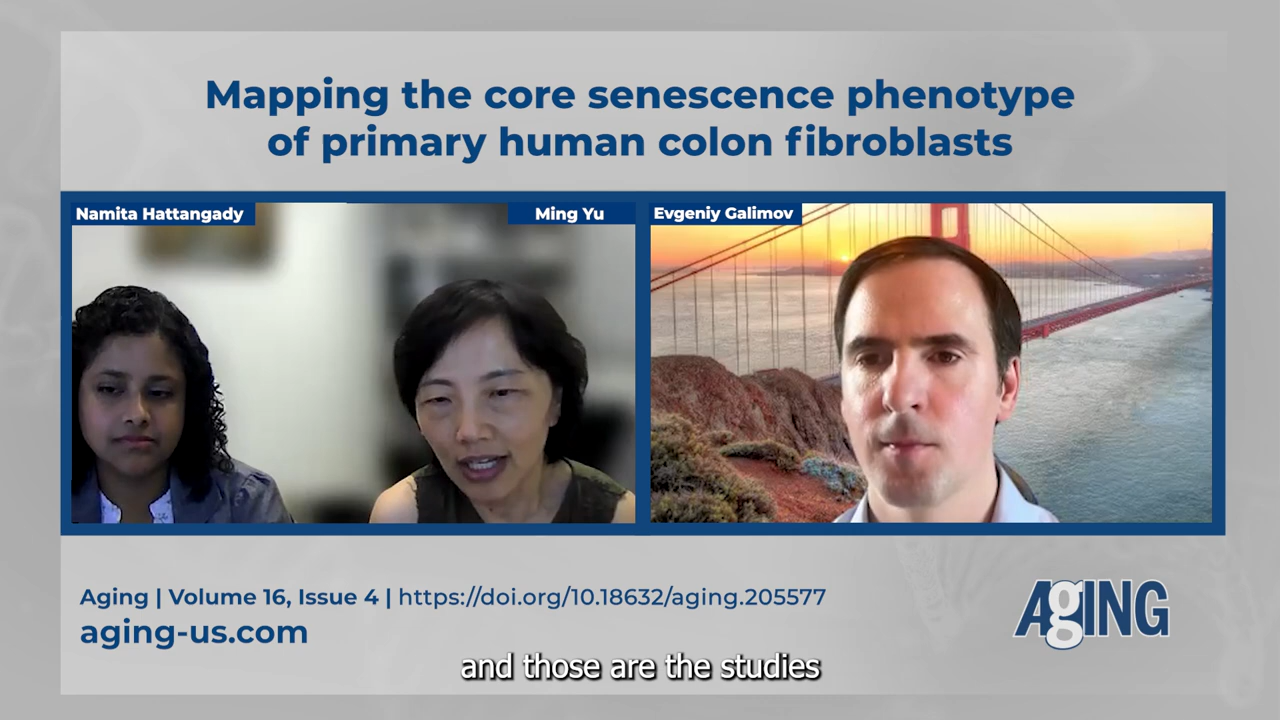 Mapping the core senescence phenotype
of primary human colon fibroblasts
Namita Hattangady
Ming Yu
Evgeniy Galimov
Aging | Volume 16, Issue 4 | https://doi.org/10.18632/aging.205577
aging-us.com
AgING
and those are the studies